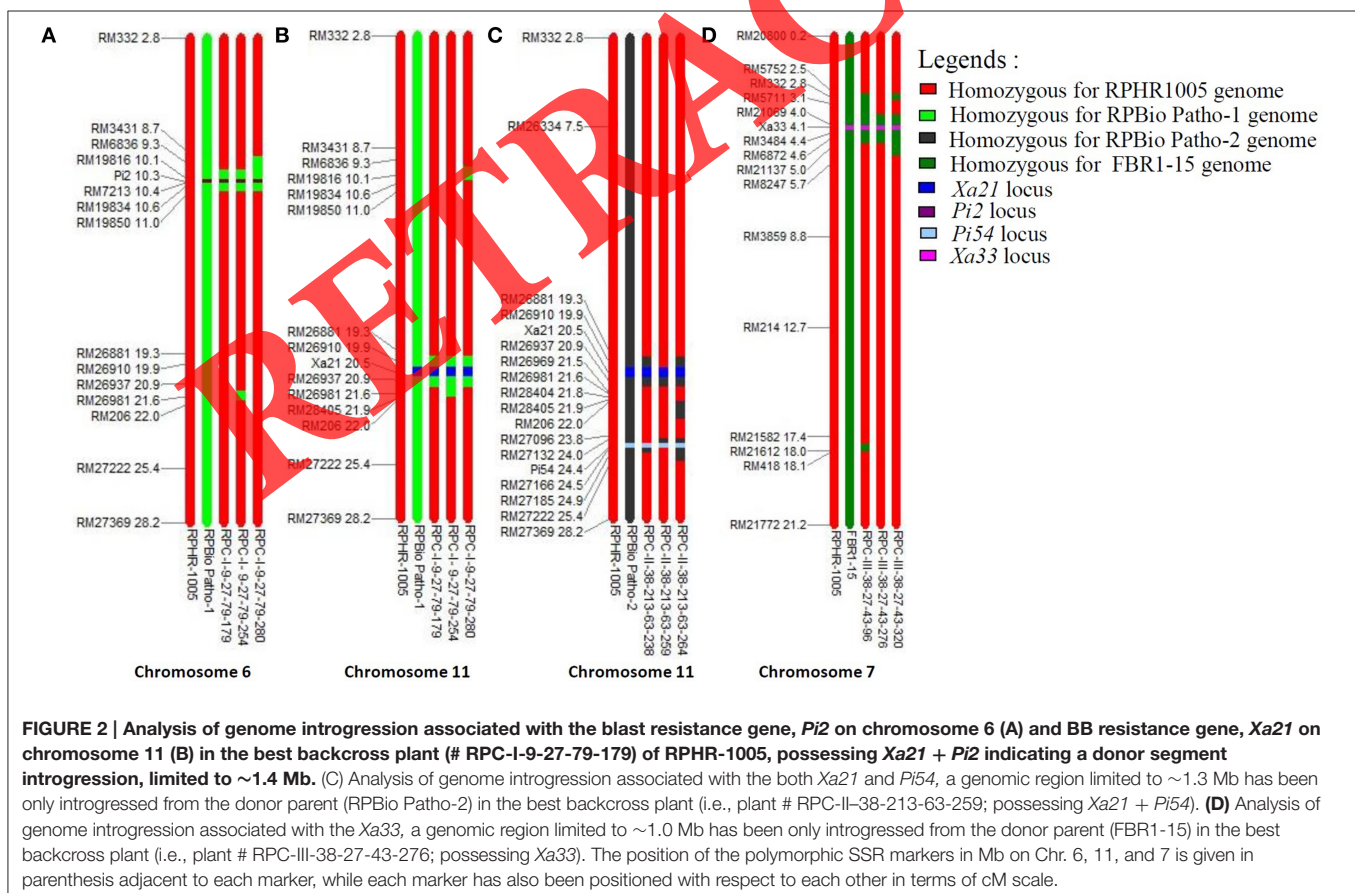 A
B
C
D
RETRAC
RM332 2.8
RM3431 8.7
RM6836 9.3
RM19816 10.1
Pi2 10.3
RM7213 10.4
RM19834 10.6
RM19850 11.0
RM26881 19.3
RM26910 19.9
RM26937 20.9
RM26981 21.6
RM206 22.0
RM27222 25.4
RM27369 28.2
RPHR-1005
RPBio Patho-1
RPC-I-9-27-79-179
RPC-I- 9-27-79-254
RPC-I-9-27-79-280
Chromosome 6
RM332 2.8
RM3431 8.7
RM6836 9.3
RM19816 10.1
RM19834 10.6
RM19850 11.0
RM26881 19.3
RM26910 19.9
Xa21 20.5
RM26937 20.9
RM26981 21.6
RM28405 21.9
RM206 22.0
RM27222 25.4
RM27369 28.2
RPHR-1005
RPBio Patho-1
RPC-I-9-27-79-179
RPC-I- 9-27-79-254
RPC-I-9-27-79-280
Chromosome 11
RM332 2.8
RM26334 7.5
RM26881 19.3
RM26910 19.9
Xa21 20.5
RM26937 20.9
RM26969 21.5
RM26981 21.6
RM28404 21.8
RM28405 21.9
RM206 22.0
RM27096 23.8
RM27132 24.0
Pi54 24.4
RM27166 24.5
RM27185 24.9
RM27222 25.4
RM27369 28.2
RPHR-1005
RPBio Patho-2
RPC-II-38-213-63-238
RPC-II-38-213-63-259
RPC-II-38-213-63-264
Chromosome 11
RM20800 0.2
RM5752 2.5
RM332 2.8
RM5711 3.1
RM21069 4.0
Xa33 4.1
RM3484 4.4
RM6872 4.6
RM21137 5.0
RM8247 5.7
RM3859 8.8
RM214 12.7
RM21582 17.4
RM21612 18.0
RM418 18.1
RM21772 21.2
RPHR-1005
FBR1-15
RPC-III-38-27-43-96
RPC-III-38-27-43-276
RPC-III-38-27-43-320
Chromosome 7
Legends :
Homozygous for RPHR1005 genome
Homozygous for RPBio Patho-1 genome
Homozygous for RPBio Patho-2 genome
Homozygous for FBR1-15 genome
Xa21 locus
Pi2 locus
Pi54 locus
Xa33 locus
FIGURE 2 | Analysis of genome introgression associated with the blast resistance gene, Pi2 on chromosome 6 (A) and BB resistance gene, Xa21 on
chromosome 11 (B) in the best backcross plant (# RPC-I-9-27-79-179) of RPHR-1005, possessing Xa21 + Pi2 indicating a donor segment
introgression, limited to ~1.4 Mb. (C) Analysis of genome introgression associated with the both Xa21 and Pi54, a genomic region limited to ~1.3 Mb has been
only introgressed from the donor parent (RPBio Patho-2) in the best backcross plant (i.e., plant # RPC-II–38-213-63-259; possessing Xa21 + Pi54). (D) Analysis of
genome introgression associated with the Xa33, a genomic region limited to ~1.0 Mb has been only introgressed from the donor parent (FBR1-15) in the best
backcross plant (i.e., plant # RPC-III-38-27-43-276; possessing Xa33). The position of the polymorphic SSR markers in Mb on Chr. 6, 11, and 7 is given in
parenthesis adjacent to each marker, while each marker has also been positioned with respect to each other in terms of cM scale.